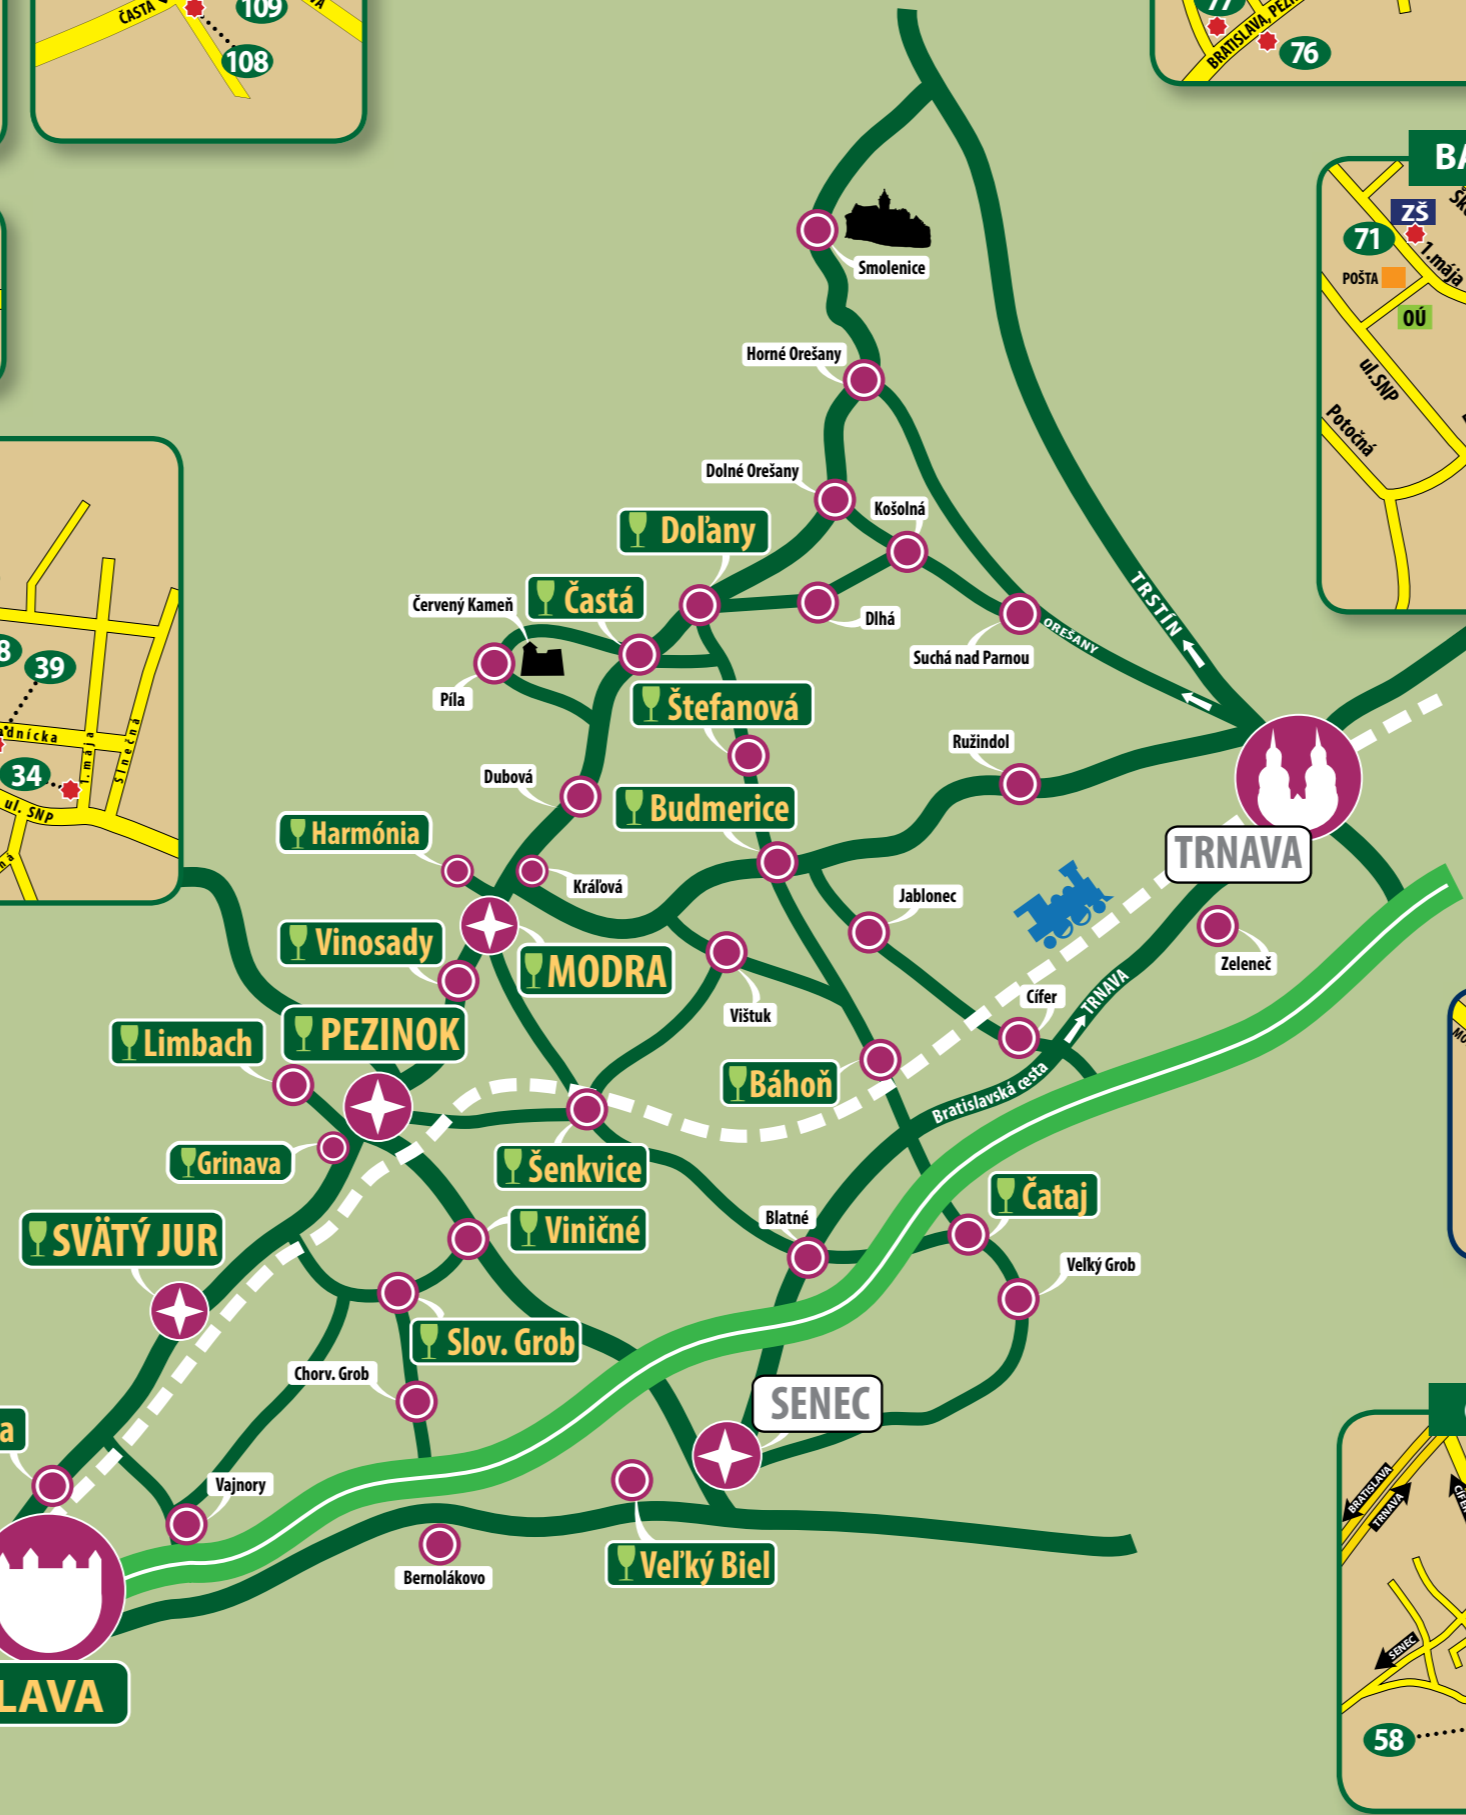 ČASTÁ
109
108
77
BRATISLAVA,
76
71
ZŠ
1.mája
POŠTA
OÚ
ul.SNP
Potočná
Smolenice
Horné Orešany
Dolné Orešany
Košolná
Doľany
Častá
Červený Kameň
Dlhá
Suchá nad Parnou
OREŠANY
TRSTÍN
Píla
Štefanová
Ružindol
Dubová
Budmerice
Harmónia
Kráľová
TRNAVA
Jablonec
Vinosady
MODRA
Zeleneč
Cífer
TRNAVA
Vištuk
PEZINOK
Limbach
Báhoň
Bratislavská cesta
Grinava
Šenkvice
Čataj
SVÄTÝ JUR
Viničné
Blatné
Veľký Grob
Slov. Grob
Chorv. Grob
SENEC
Vajnory
Veľký Biel
Bernolákovo
LAVA
8
39
34
1.mája
Slnečná
ul. SNP
BRATISLAVA
TRNAVA
SENEC
58